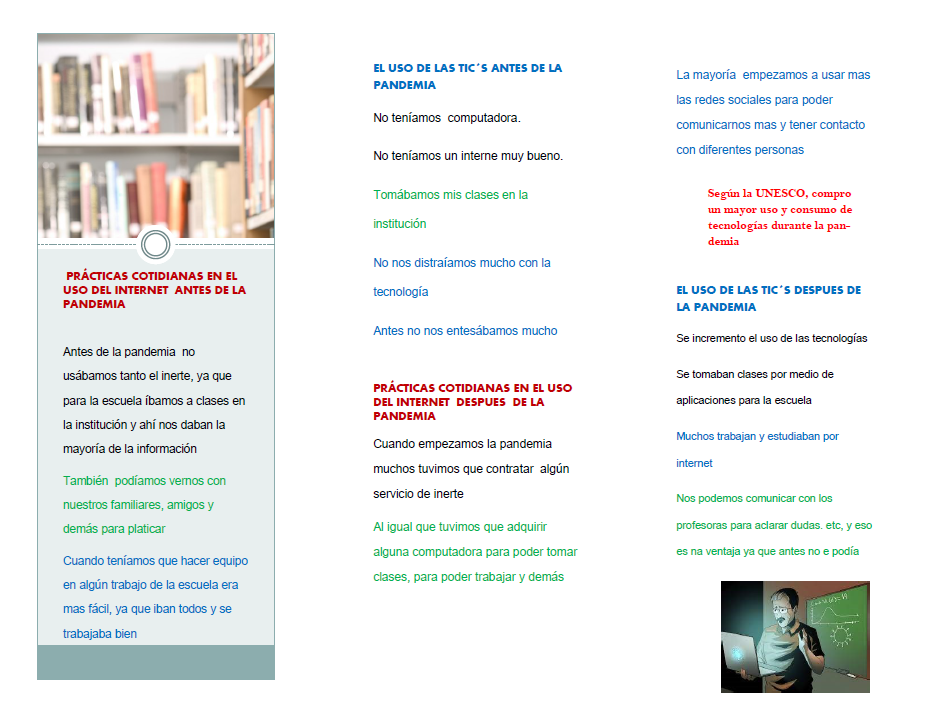 PRÁCTICAS COTIDIANAS EN EL
USO DEL INTERNET ANTES DE LA
PANDEMIA
Antes de la pandemia no
usábamos tanto el inerte, ya que
para la escuela íbamos a clases en
la institución y ahí nos daban la
mayoría de la información
También podíamos vernos con
nuestros familiares, amigos y
demás para platicar
Cuando teníamos que hacer equipo
en algún trabajo de la escuela era
mas fácil, ya que iban todos y se
trabajaba bien
EL USO DE LAS TIC´S ANTES DE LA
PANDEMIA
No teníamos computadora.
No teníamos un interne muy bueno.
Tomábamos mis clases en la
institución
No nos distraíamos mucho con la
tecnología
Antes no nos entesábamos mucho
PRÁCTICAS COTIDIANAS EN EL USO
DEL INTERNET DESPUES DE LA
PANDEMIA
Cuando empezamos la pandemia
muchos tuvimos que contratar algún
servicio de inerte
Al igual que tuvimos que adquirir
alguna computadora para poder tomar
clases, para poder trabajar y demás
La mayoría empezamos a usar mas
las redes sociales para poder
comunicarnos mas y tener contacto
con diferentes personas
Según la UNESCO, compro
un mayor uso y consumo de
tecnologías durante la pan-
demia
EL USO DE LAS TIC´S DESPUES DE
LA PANDEMIA
Se incremento el uso de las tecnologías
Se tomaban clases por medio de
aplicaciones para la escuela
Muchos trabajan y estudiaban por
internet
Nos podemos comunicar con los
profesoras para aclarar dudas. etc, y eso
es na ventaja ya que antes no e podía